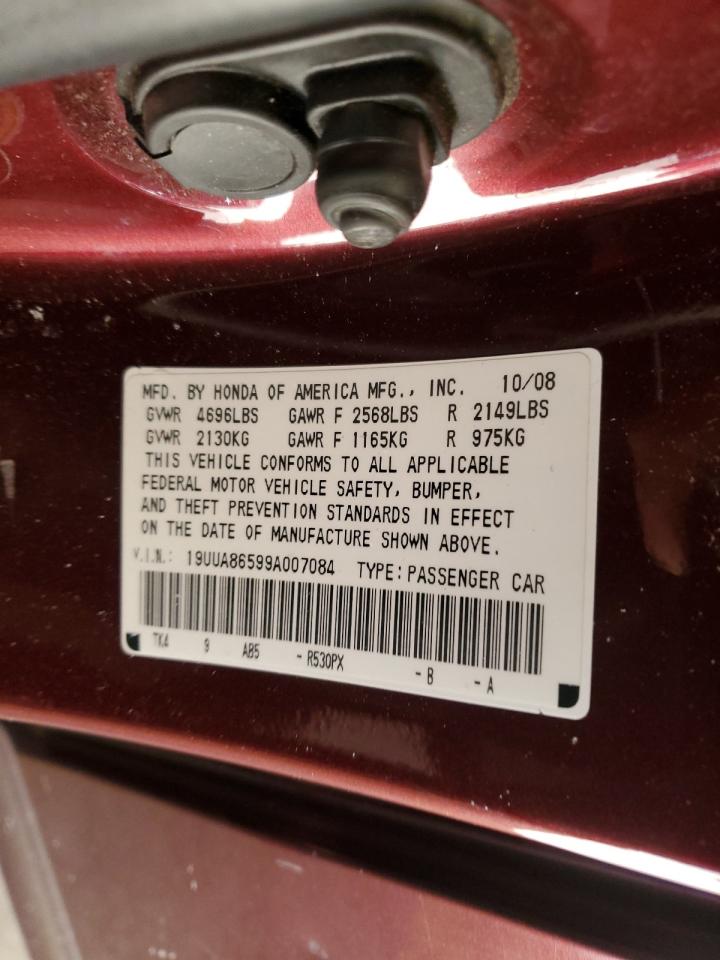 MFD. BY HONDA OF AMERICA MFG., INC. 10/08
GVWR 4696LBS GAWR F 2568LBS R 2149LBS
GVWR 2130KG GAWR F 1165KG R 975KG
THIS VEHICLE CONFORMS TO ALL APPLICABLE
FEDERAL MOTOR VEHICLE SAFETY, BUMPER,
AND THEFT PREVENTION STANDARDS IN EFFECT
ON THE DATE OF MANUFACTURE SHOWN ABOVE.
V.I.N.: 19UUA86599A007084 TYPE: PASSENGER CAR
TK4 9 AB5 - R530PX - B - A